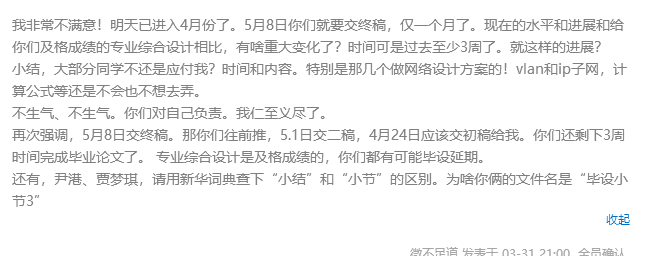 我非常不满意！明天已进入4月份了。5月8日你们就要交终稿，仅一个月了。现在的水平和进展和给
你们及格成绩的专业综合设计相比，有啥重大变化了？时间可是过去至少3周了。就这样的进展？
小结，大部分同学不还是应付我？时间和内容。特别是那几个做网络设计方案的！vlan和ip子网，计
算公式等还是不会也不想去弄。
不生气、不生气。你们对自己负责。我仁至义尽了。
再次强调，5月8日交终稿。那你们往前推，5.1日交二稿，4月24日应该交初稿给我。你们还剩下3周
时间完成毕业论文了。 专业综合设计是及格成绩的，你们都有可能毕设延期。
还有，尹港、贾梦琪，请用新华词典查下“小结”和“小节”的区别。为啥你俩的文件名是“毕设小
节3”
收起
微不足道 发表于 03-31 21:00 全员确认